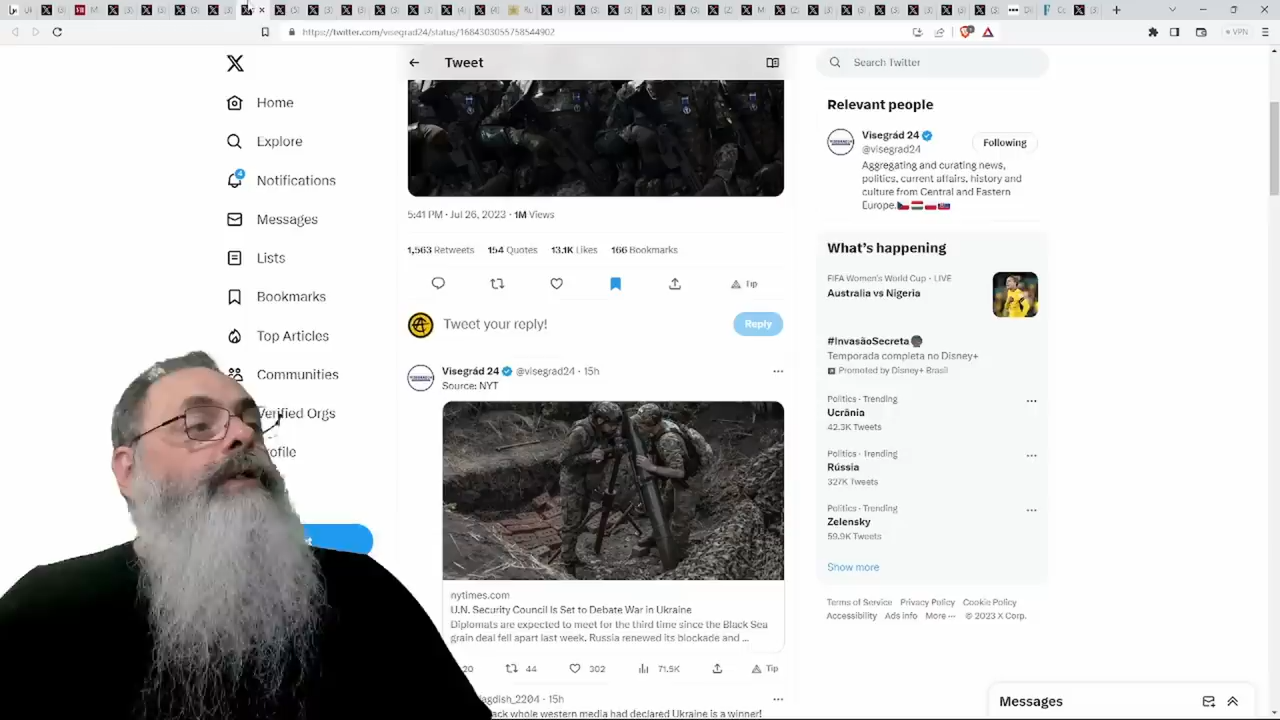 https://twitter.com/visegrad24/status/1684303055758544902
VPN
Home
Explore
4
Notifications
Messages
Lists
Bookmarks
Top Articles
Communities
Verified Orgs
Tweet
5:41 PM · Jul 26, 2023 · 1M Views
1,563 Retweets 154 Quotes 13.1K Likes 166 Bookmarks
Tip
Tweet your reply!
Reply
Visegrád 24 @visegrad24 · 15h
Source: NYT
nytimes.com
U.N. Security Council Is Set to Debate War in Ukraine
Diplomats are expected to meet for the third time since the Black Sea
grain deal fell apart last week. Russia renewed its blockade and ...
20 44 302 71.5K Tip
agdish_2204 · 15h
ack whole western media had declared Ukraine is a winner!
Search Twitter
Relevant people
Visegrád 24
@visegrad24
Following
Aggregating and curating news,
politics, current affairs, history and
culture from Central and Eastern
Europe.
What's happening
FIFA Women's World Cup · LIVE
Australia vs Nigeria
#InvasãoSecreta
Temporada completa no Disney+
Promoted by Disney+ Brasil
Politics · Trending
Ucrânia
42.3K Tweets
Politics · Trending
Rússia
327K Tweets
Politics · Trending
Zelensky
59.9K Tweets
Show more
Terms of Service Privacy Policy Cookie Policy
Accessibility Ads info More ··· © 2023 X Corp.
Messages